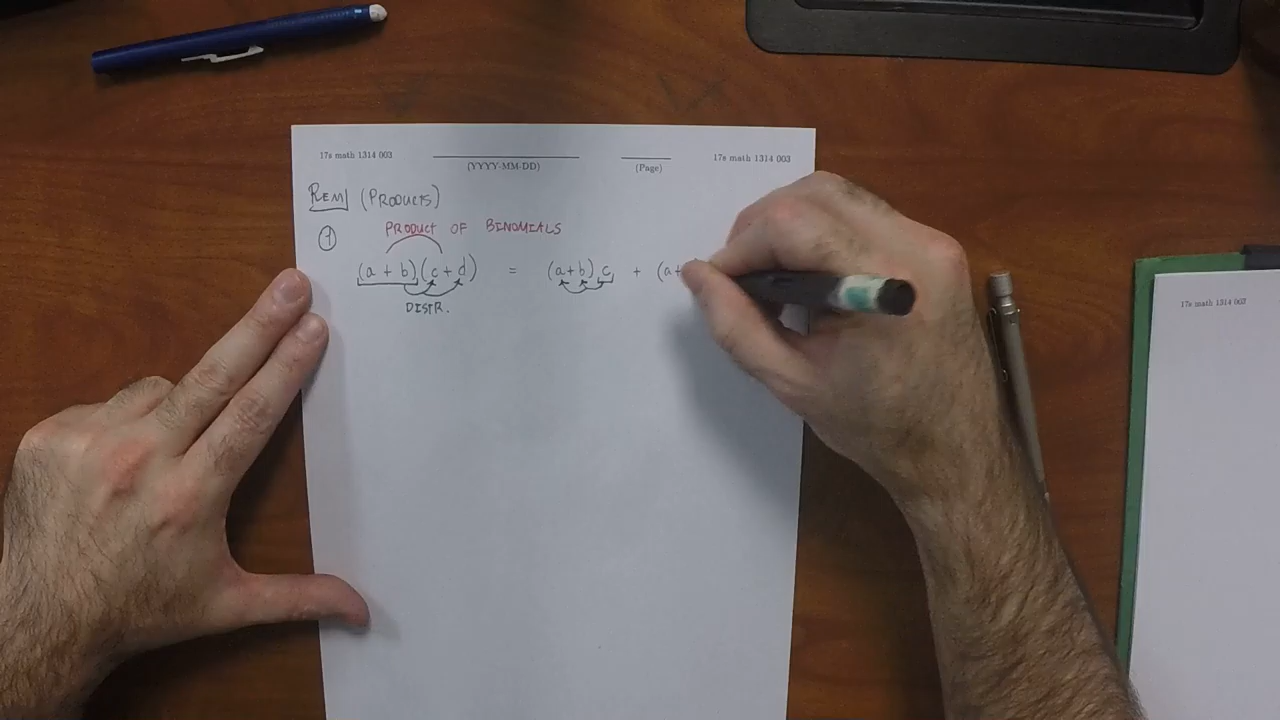 17s math 1314 003 (YYYY-MM-DD) (Page) 17s math 1314 003
REM (PRODUCTS)
1 PRODUCT OF BINOMIALS
(a + b)(c + d) = (a+b)c + (a+
DISTR.
17s math 1314 003